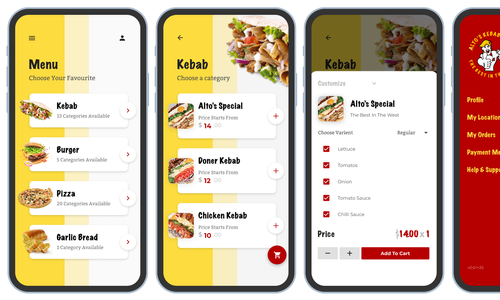 Menu
Choose Your Favourite
Kebab
13 Categories Available
Burger
5 Categories Available
Pizza
20 Categories Available
Garlic Bread
1 Category Available
Kebab
Choose a category
Alto's Special
Price Starts From
$ 14.00
Doner Kebab
Price Starts From
$ 12.00
Chicken Kebab
Price Starts From
$ 10.00
Kebab
Customize
Alto's Special
The Best In The West
Choose Varient
Regular
Lettuce
Tomatos
Onion
Tomato Sauce
Chilli Sauce
Price
$14.00 x 1
Add To Cart
ALTO'S KEBAB
THE BEST IN
Profile
My Location
My Orders
Payment Me
Help & Suppo